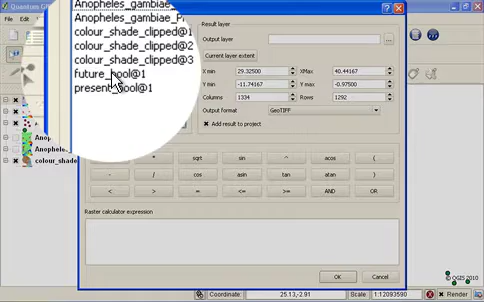 Quantum G
Anopheles_gambiae_
Anopheles_gambiae_P
colour_shade_clipped@1
colour_shade_clipped@2
colour_shade_clipped@3
future_bool@1
present_bool@1
Result layer
Output layer
...
Current layer extent
X min 29.32500 XMax 40.44167
Y min -11.74167 Y max -0.97500
Columns 1334 Rows 1292
Output format GeoTIFF
Add result to project
* sqrt sin ^ acos (
- / cos asin tan atan )
< > = <= >= AND OR
Raster calculator expression
OK Cancel
Ano
Anophel
colour_shade
© QGIS 2010
Coordinate: 25.13,-2.91 Scale 1:12093590 Render